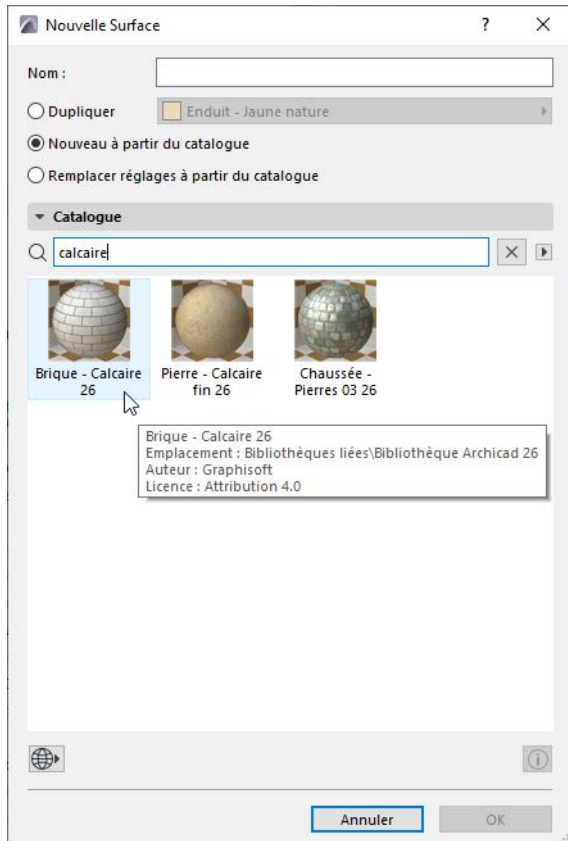 Nouvelle Surface
?
Nom :
Dupliquer
Enduit - Jaune nature
Nouveau à partir du catalogue
Remplacer réglages à partir du catalogue
Catalogue
calcaire
Brique - Calcaire
26
Pierre - Calcaire
fin 26
Chaussée -
Pierres 03 26
Brique - Calcaire 26
Emplacement : Bibliothèques liées\Bibliothèque Archicad 26
Auteur : Graphisoft
Licence : Attribution 4.0
Annuler
OK